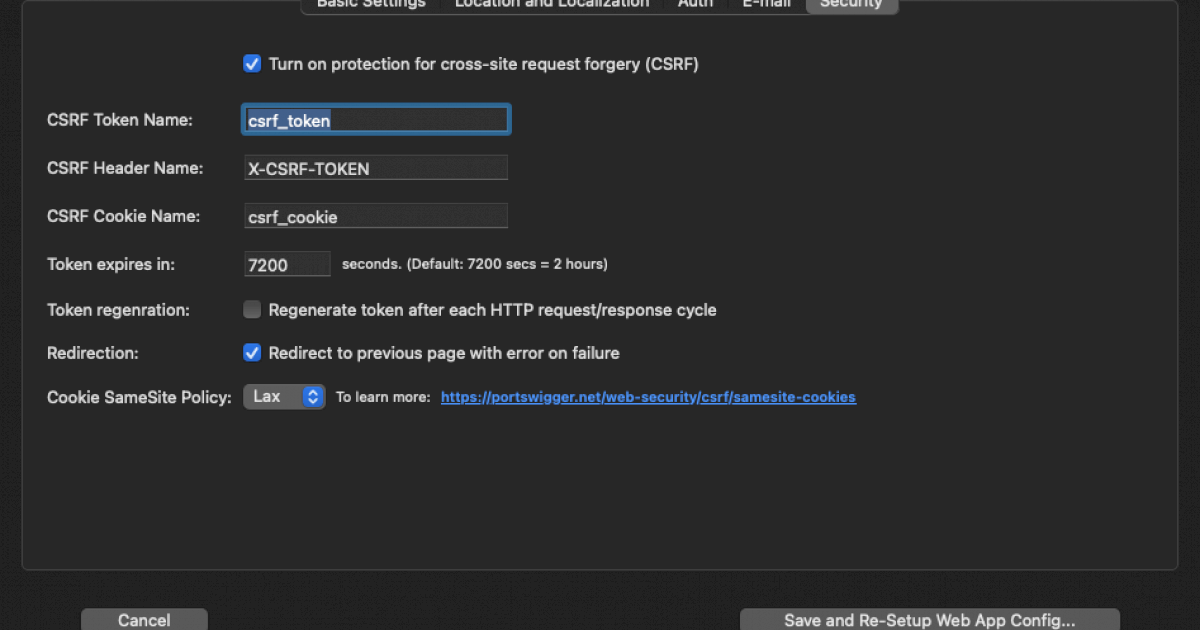 Basic Settings Location and Localization Auth E-mail Security
Turn on protection for cross-site request forgery (CSRF)
CSRF Token Name: csrf_token
CSRF Header Name: X-CSRF-TOKEN
CSRF Cookie Name: csrf_cookie
Token expires in: 7200 seconds. (Default: 7200 secs = 2 hours)
Token regenration: Regenerate token after each HTTP request/response cycle
Redirection: Redirect to previous page with error on failure
Cookie SameSite Policy: Lax To learn more: https://portswigger.net/web-security/csrf/samesite-cookies
Cancel Save and Re-Setup Web App Config...